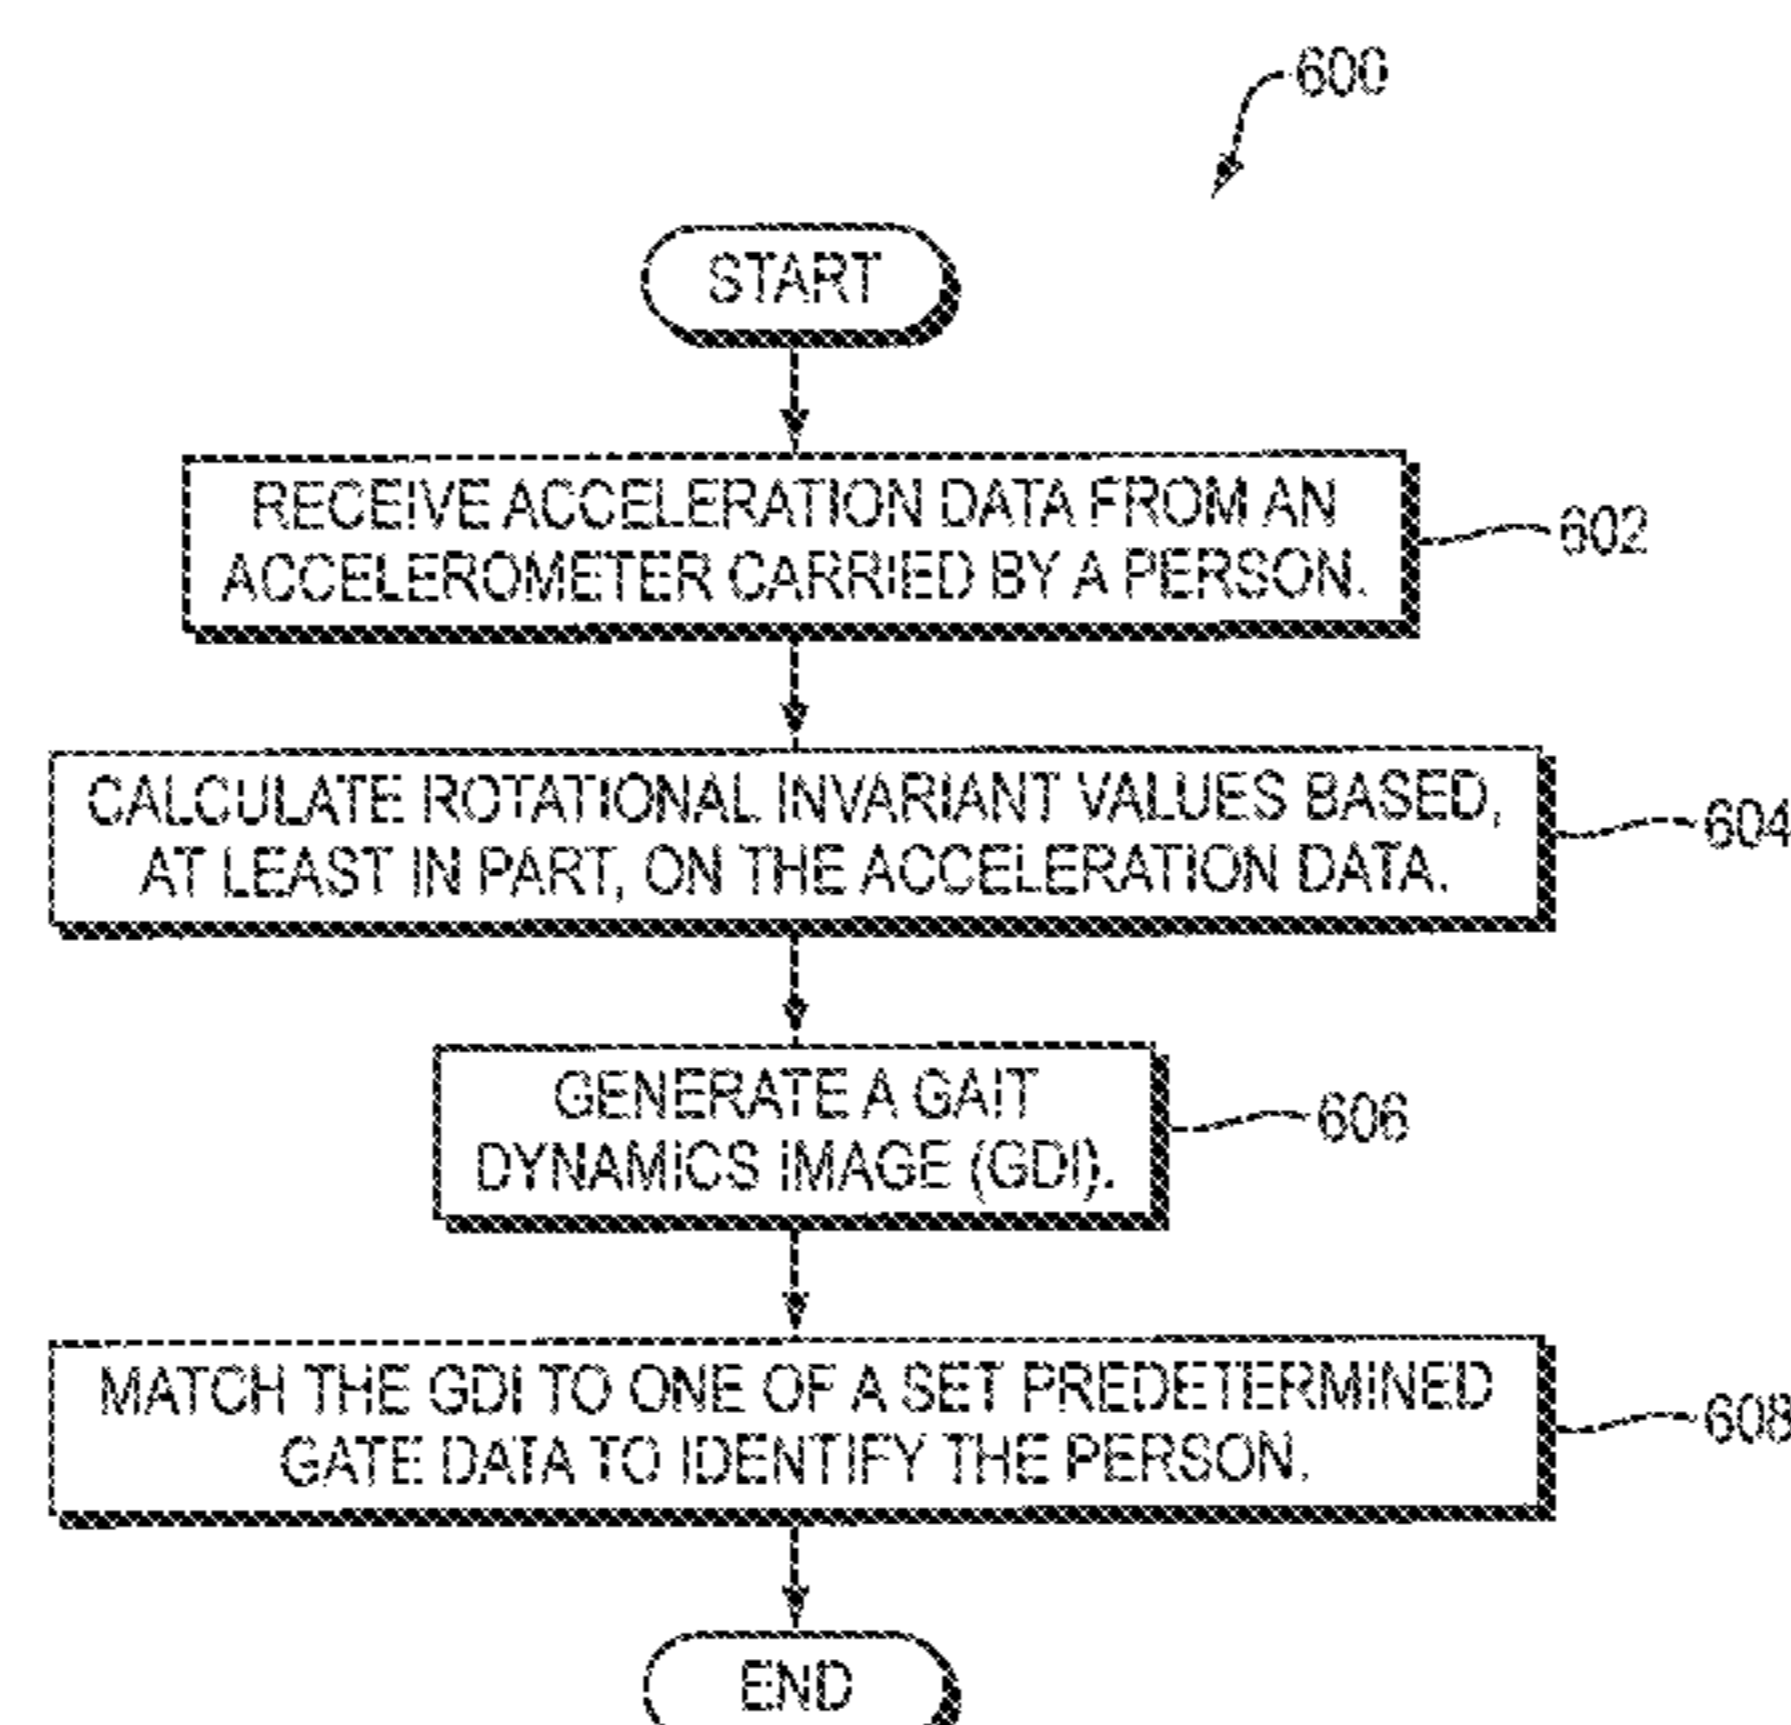 600
START
RECEIVE ACCELERATION DATA FROM AN
ACCELEROMETER CARRIED BY A PERSON.
602
CALCULATE ROTATIONAL INVARIANT VALUES BASED,
AT LEAST IN PART, ON THE ACCELERATION DATA.
604
GENERATE A GAIT
DYNAMICS IMAGE (GDI).
606
MATCH THE GDI TO ONE OF A SET PREDETERMINED
GATE DATA TO IDENTIFY THE PERSON.
608
END